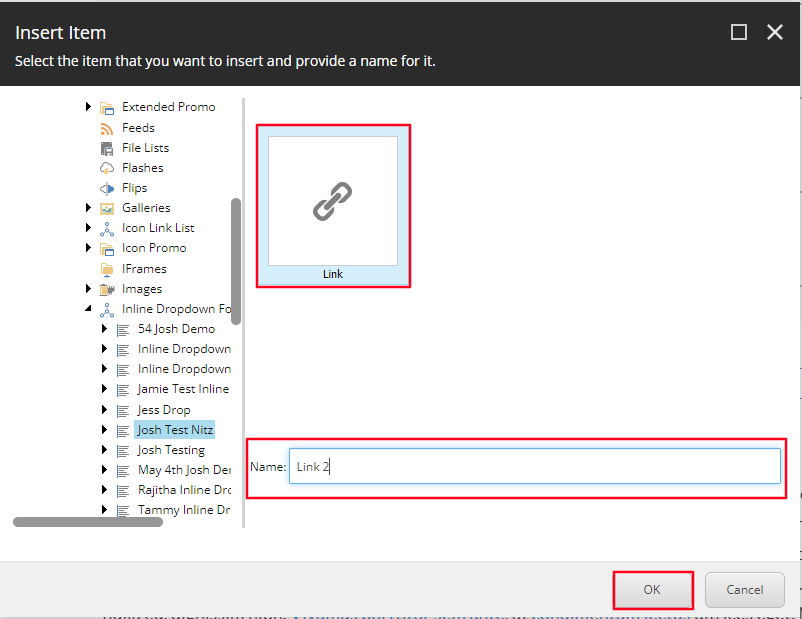 Insert Item
Select the item that you want to insert and provide a name for it.
Extended Promo
Feeds
File Lists
Flashes
Flips
Galleries
Icon Link List
Icon Promo
IFrames
Images
Inline Dropdown Fo
54 Josh Demo
Inline Dropdown
Inline Dropdown
Jamie Test Inline
Jess Drop
Josh Test Nitz
Josh Testing
May 4th Josh Der
Rajitha Inline Dro
Tammy Inline Dr
Link
Name: Link 2
OK
Cancel